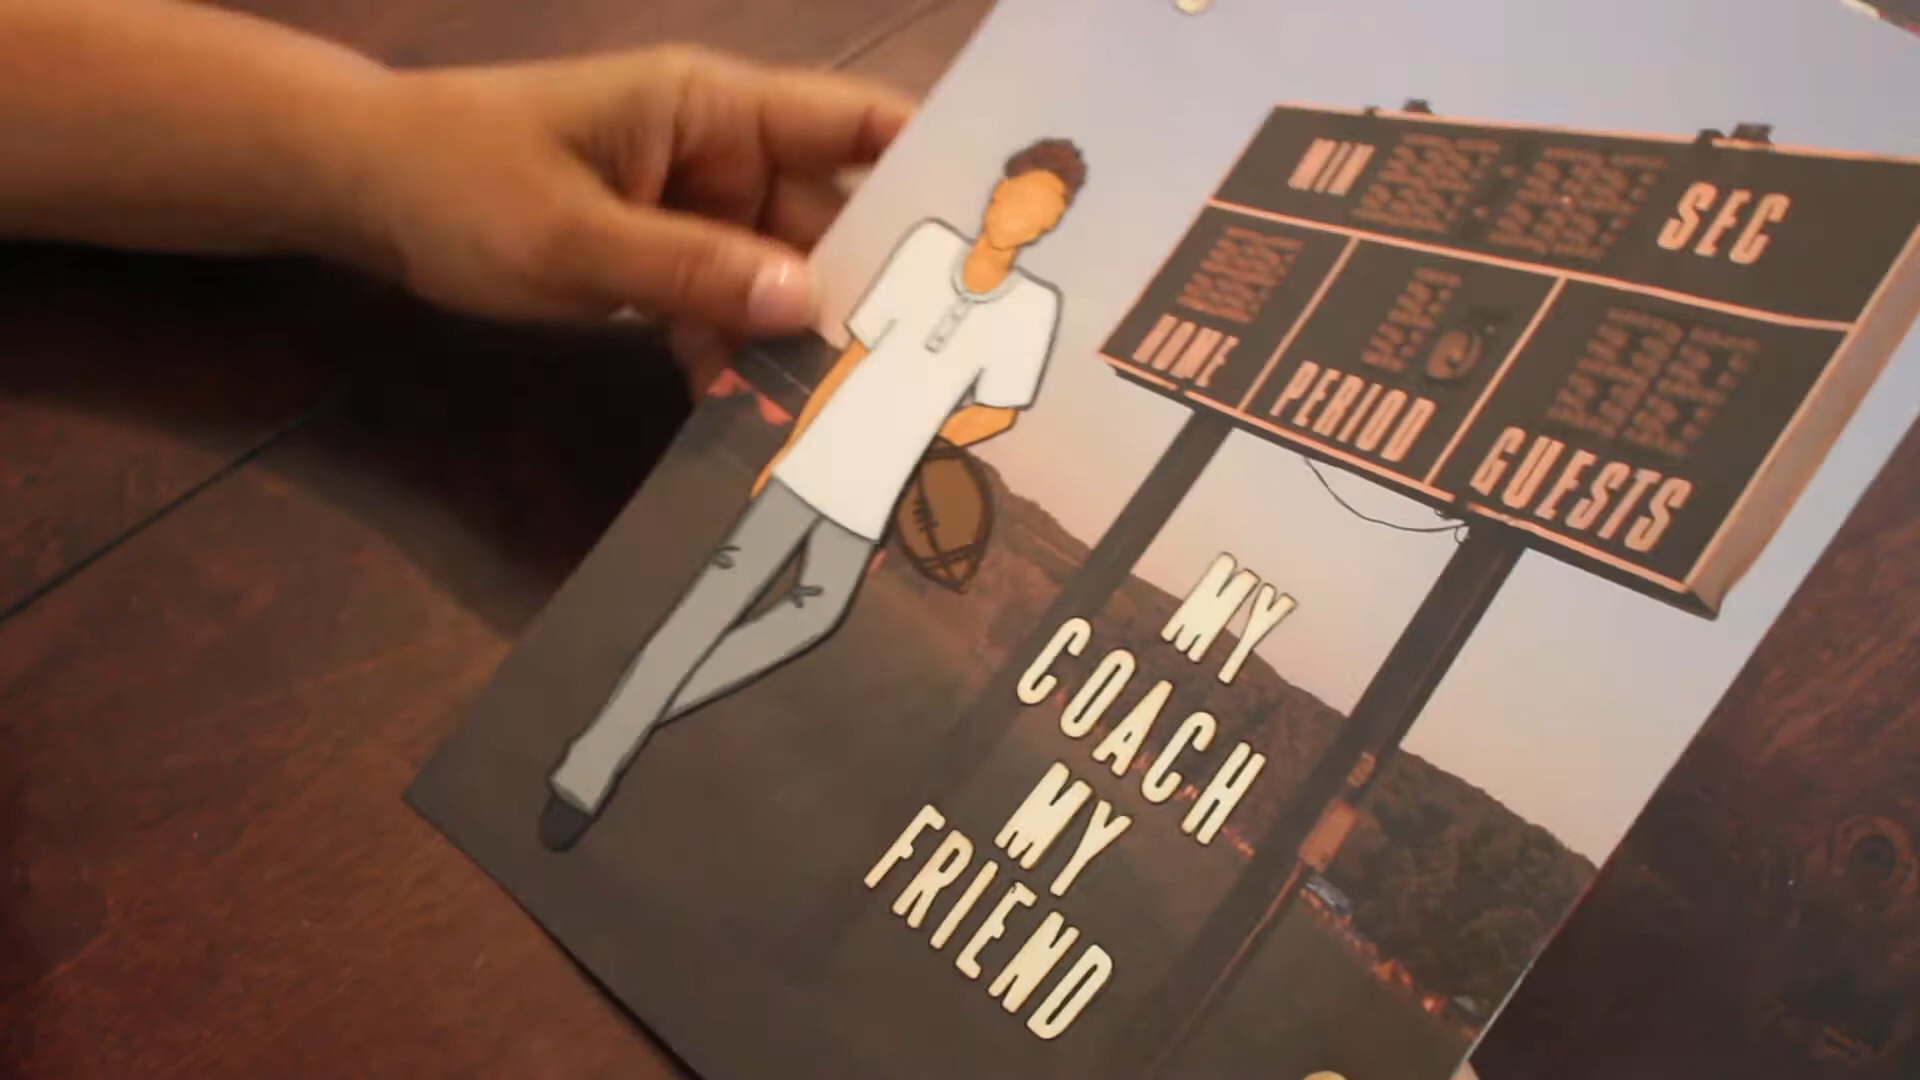 MIN SEC
HOME PERIOD GUESTS
MY
COACH
MY
FRIEND